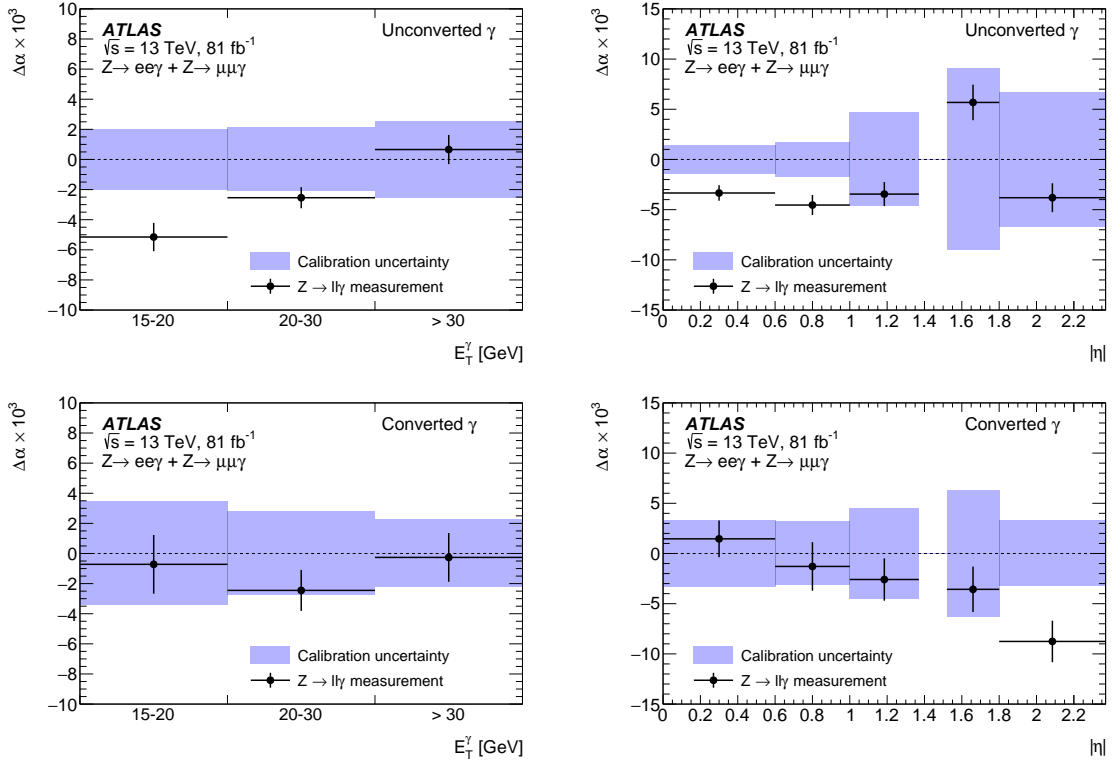 Δα × 10³
10
8
6
4
2
0
−2
−4
−6
−8
−10
ATLAS
√s = 13 TeV, 81 fb⁻¹
Z→ eeγ + Z→ μμγ
Unconverted γ
Calibration uncertainty
Z → llγ measurement
15-20 20-30 > 30
E_T^γ [GeV]
Δα × 10³
15
10
5
0
−5
−10
−15
ATLAS
√s = 13 TeV, 81 fb⁻¹
Z→ eeγ + Z→ μμγ
Unconverted γ
Calibration uncertainty
Z → llγ measurement
0 0.2 0.4 0.6 0.8 1 1.2 1.4 1.6 1.8 2 2.2
|η|
Δα × 10³
10
8
6
4
2
0
−2
−4
−6
−8
−10
ATLAS
√s = 13 TeV, 81 fb⁻¹
Z→ eeγ + Z→ μμγ
Converted γ
Calibration uncertainty
Z → llγ measurement
15-20 20-30 > 30
E_T^γ [GeV]
Δα × 10³
15
10
5
0
−5
−10
−15
ATLAS
√s = 13 TeV, 81 fb⁻¹
Z→ eeγ + Z→ μμγ
Converted γ
Calibration uncertainty
Z → llγ measurement
0 0.2 0.4 0.6 0.8 1 1.2 1.4 1.6 1.8 2 2.2
|η|